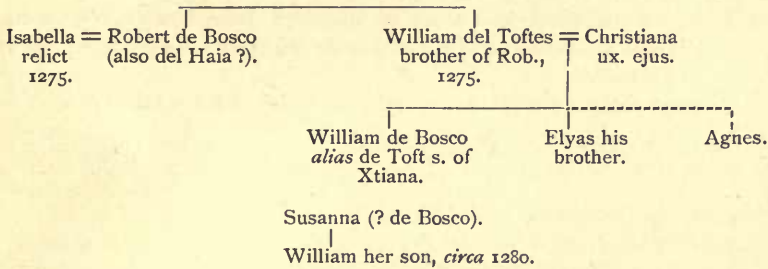 Isabella = Robert de Bosco William del Toftes = Christiana
relict (also del Haia ?). brother of Rob., ux. ejus.
1275. 1275.
William de Bosco Elyas his Agnes.
alias de Toft s. of brother.
Xtiana.
Susanna (? de Bosco).
William her son, circa 1280.